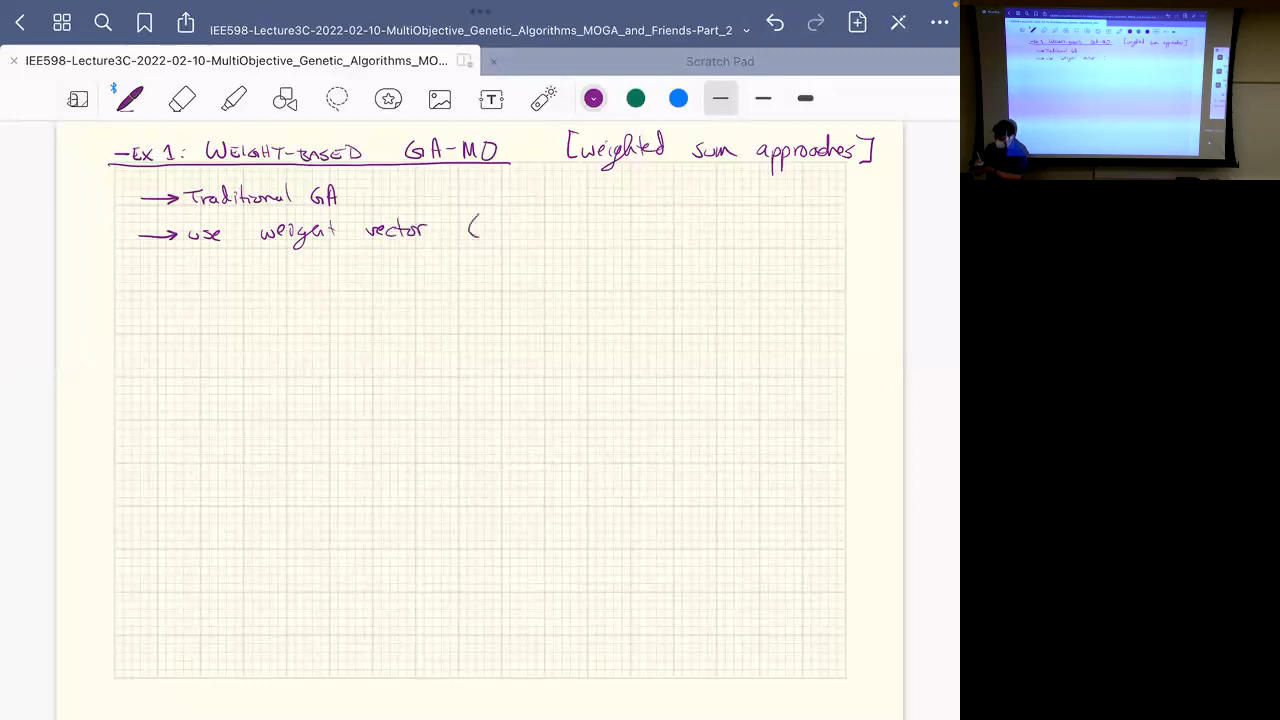 IEE598-Lecture3C-2022-02-10-MultiObjective_Genetic_Algorithms_MOGA_and_Friends-Part_2
IEE598-Lecture3C-2022-02-10-MultiObjective_Genetic_Algorithms_MO...
Scratch Pad
T
-EX 1: WEIGHT-BASED GA-MO [weighted sum approaches]
→ Traditional GA
→ use weight vector (